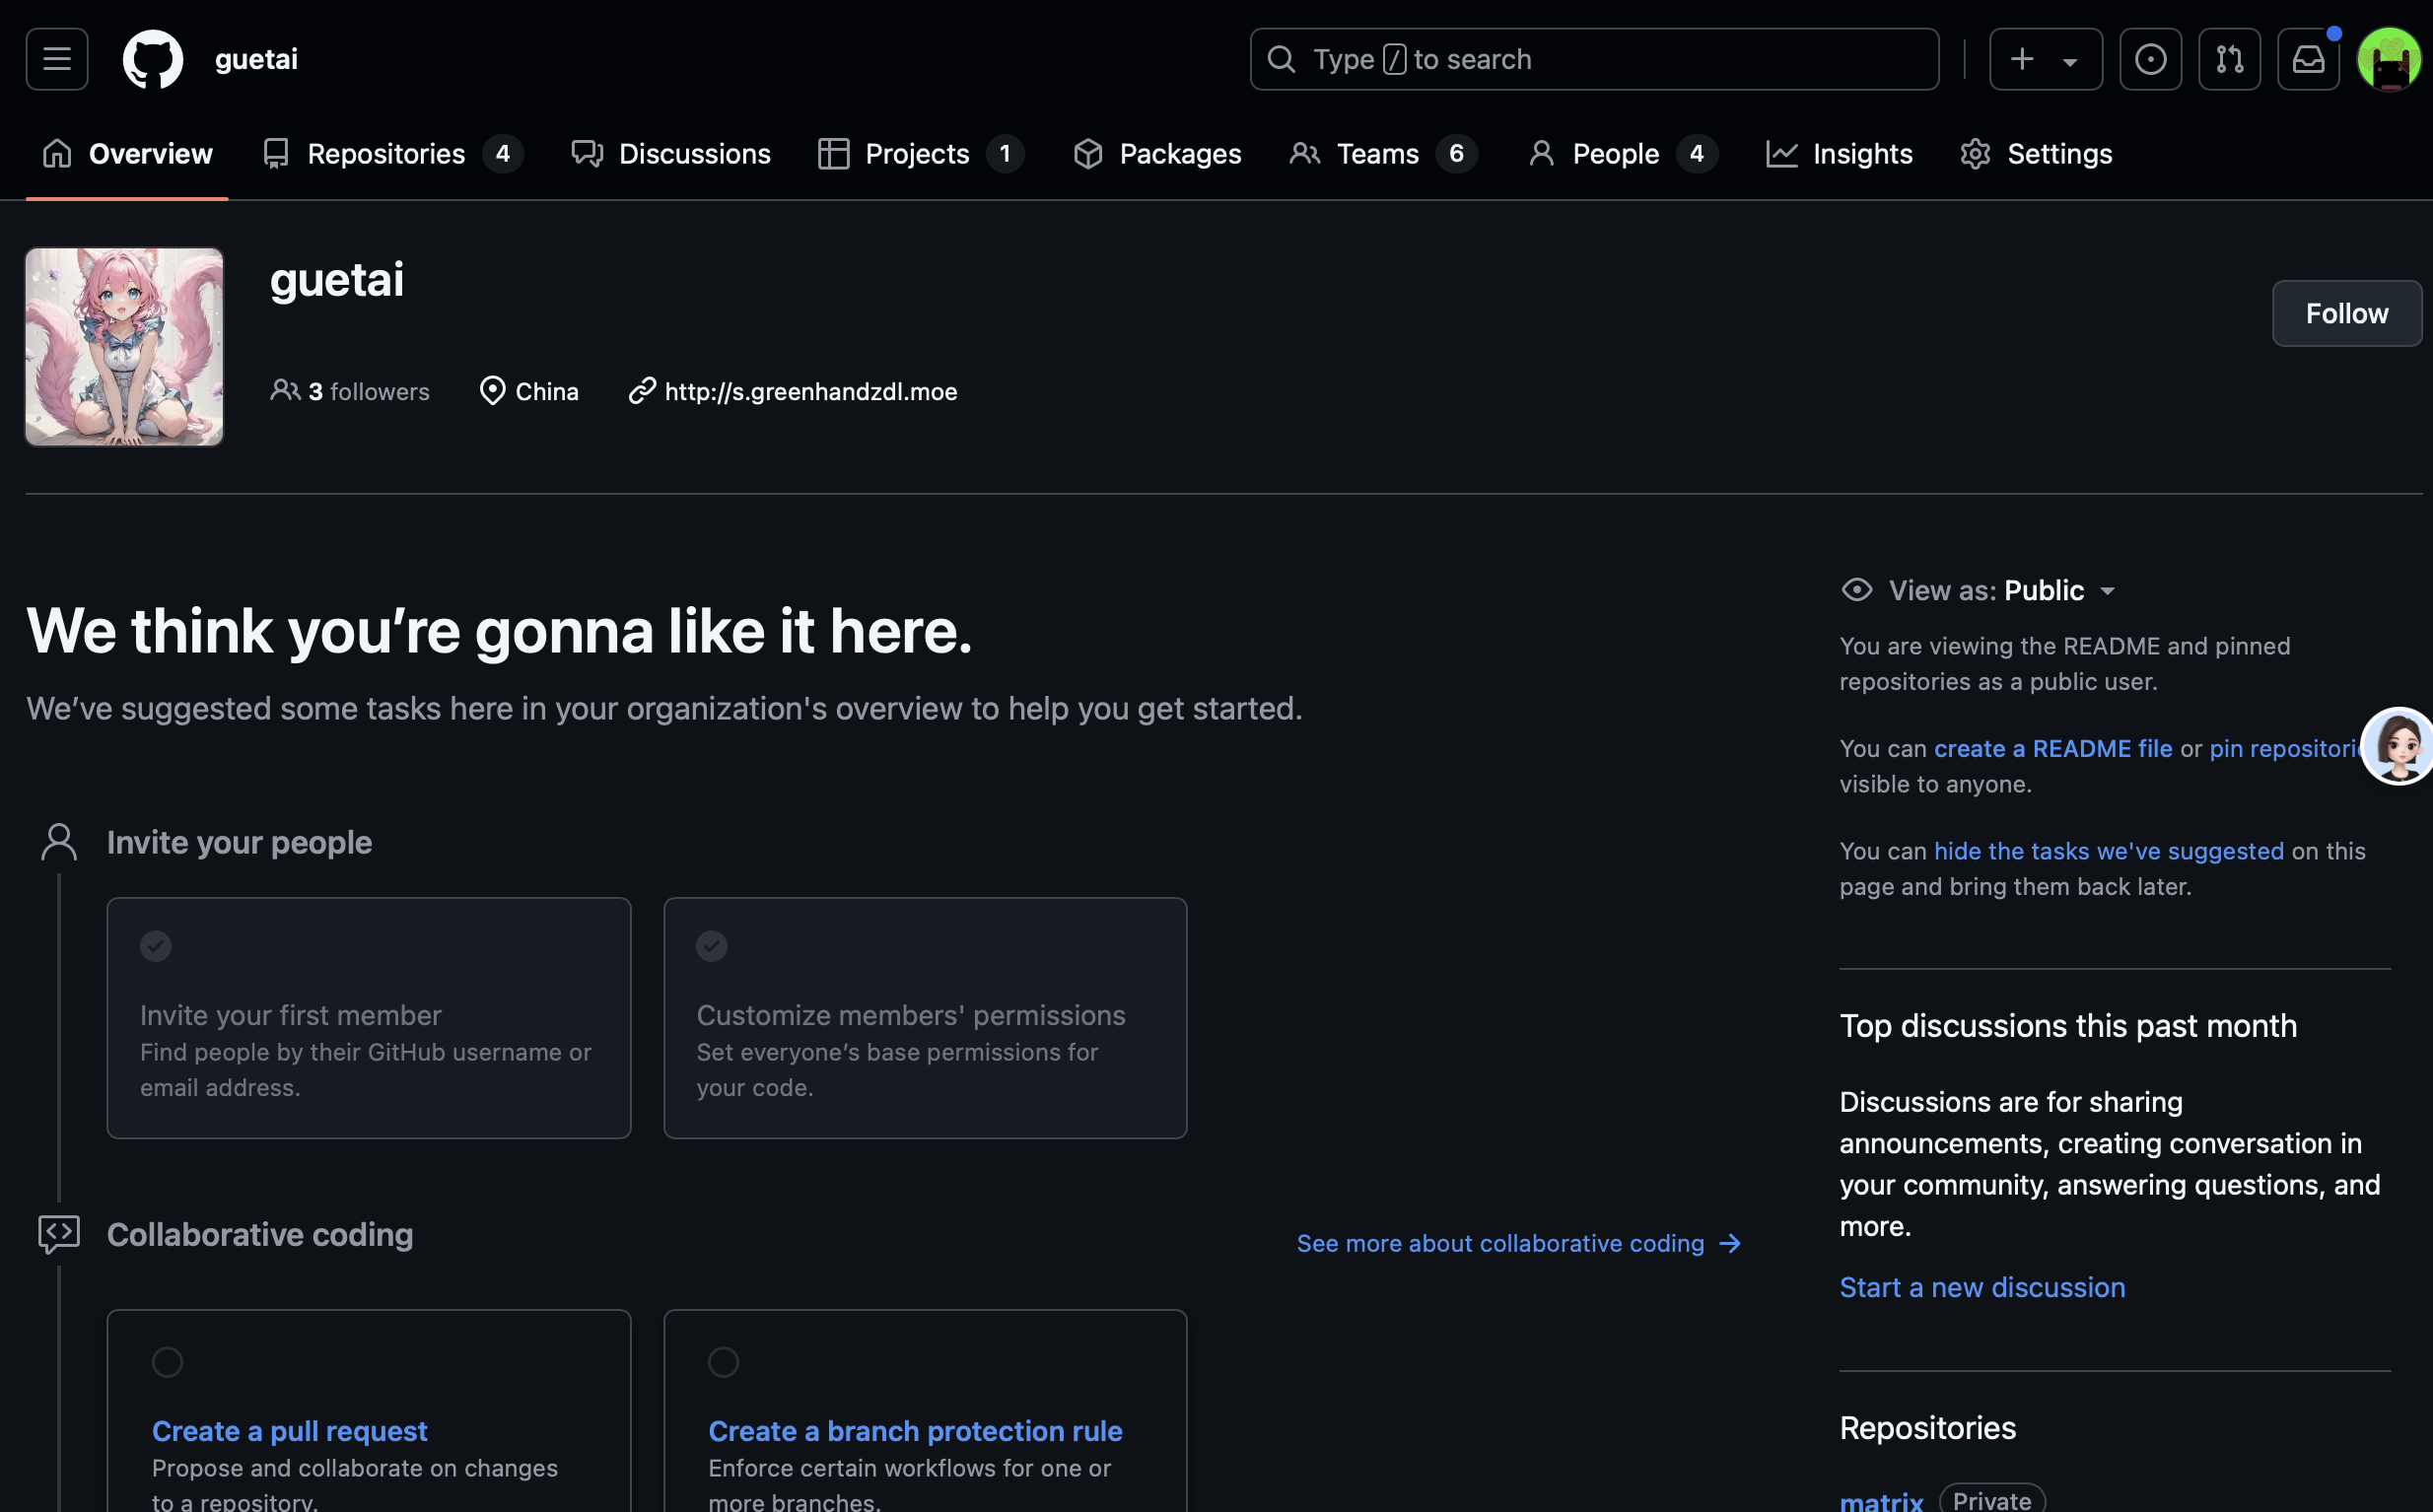 guetai
Type / to search
Overview
Repositories 4
Discussions
Projects 1
Packages
Teams 6
People 4
Insights
Settings
guetai
3 followers
China
http://s.greenhandzdl.moe
Follow
We think you’re gonna like it here.
We’ve suggested some tasks here in your organization's overview to help you get started.
Invite your people
Invite your first member
Find people by their GitHub username or
email address.
Customize members' permissions
Set everyone’s base permissions for
your code.
Collaborative coding
See more about collaborative coding
Create a pull request
Propose and collaborate on changes
to a repository.
Create a branch protection rule
Enforce certain workflows for one or
more branches.
View as: Public
You are viewing the README and pinned
repositories as a public user.
You can create a README file or pin
visible to anyone.
You can hide the tasks we've suggested on this
page and bring them back later.
Top discussions this past month
Discussions are for sharing
announcements, creating conversation in
your community, answering questions, and
more.
Start a new discussion
Repositories
matrix Private